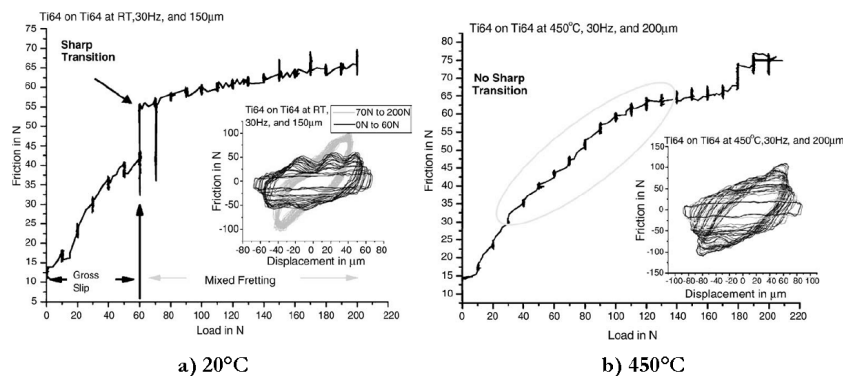 Ti64 on Ti64 at RT,30Hz, and 150µm
Friction in N
75
70
65
60
55
50
45
40
35
30
25
20
15
10
5
Sharp
Transition
Gross
Slip
Mixed Fretting
0 20 40 60 80 100 120 140 160 180 200 220
Load in N
Ti64 on Ti64 at RT,
30Hz, and 150µm
70N to 200N
0N to 60N
Friction in N
100
50
0
-50
-100
-80 -60 -40 -20 0 20 40 60 80
Displacement in µm
a) 20°C
Ti64 on Ti64 at 450°C, 30Hz, and 200µm
Friction in N
80
75
70
65
60
55
50
45
40
35
30
25
20
15
10
No Sharp
Transition
0 20 40 60 80 100 120 140 160 180 200 220
Load in N
Ti64 on Ti64 at 450°C,30Hz, and 200µm
Friction in N
150
100
50
0
-50
-100
-150
-100 -80 -60 -40 -20 0 20 40 60 80 100
Displacement in µm
b) 450°C